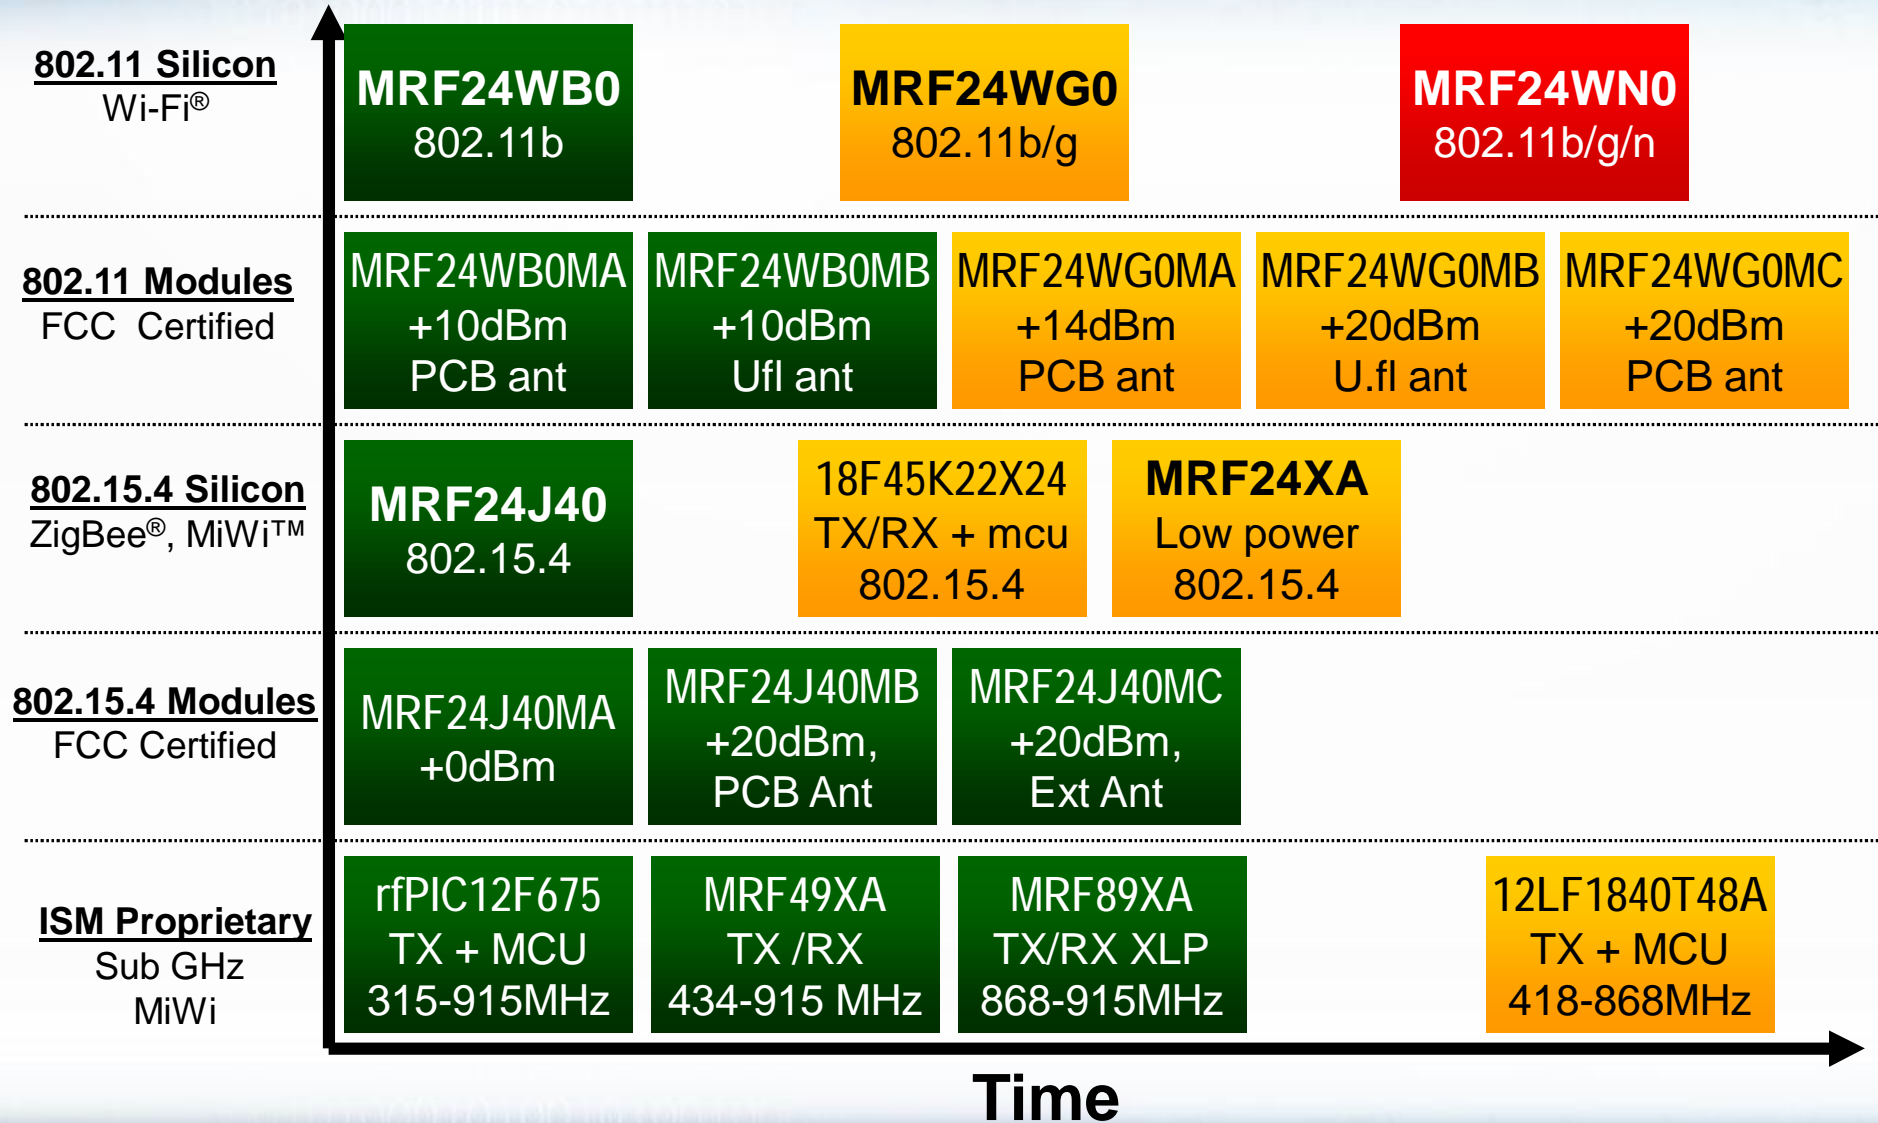 802.11 Silicon
Wi-Fi®
MRF24WB0
802.11b
MRF24WG0
802.11b/g
MRF24WN0
802.11b/g/n
802.11 Modules
FCC Certified
MRF24WB0MA
+10dBm
PCB ant
MRF24WB0MB
+10dBm
Ufl ant
MRF24WG0MA
+14dBm
PCB ant
MRF24WG0MB
+20dBm
U.fl ant
MRF24WG0MC
+20dBm
PCB ant
802.15.4 Silicon
ZigBee®, MiWi™
MRF24J40
802.15.4
18F45K22X24
TX/RX + mcu
802.15.4
MRF24XA
Low power
802.15.4
802.15.4 Modules
FCC Certified
MRF24J40MA
+0dBm
MRF24J40MB
+20dBm,
PCB Ant
MRF24J40MC
+20dBm,
Ext Ant
ISM Proprietary
Sub GHz
MiWi
rfPIC12F675
TX + MCU
315-915MHz
MRF49XA
TX /RX
434-915 MHz
MRF89XA
TX/RX XLP
868-915MHz
12LF1840T48A
TX + MCU
418-868MHz
Time